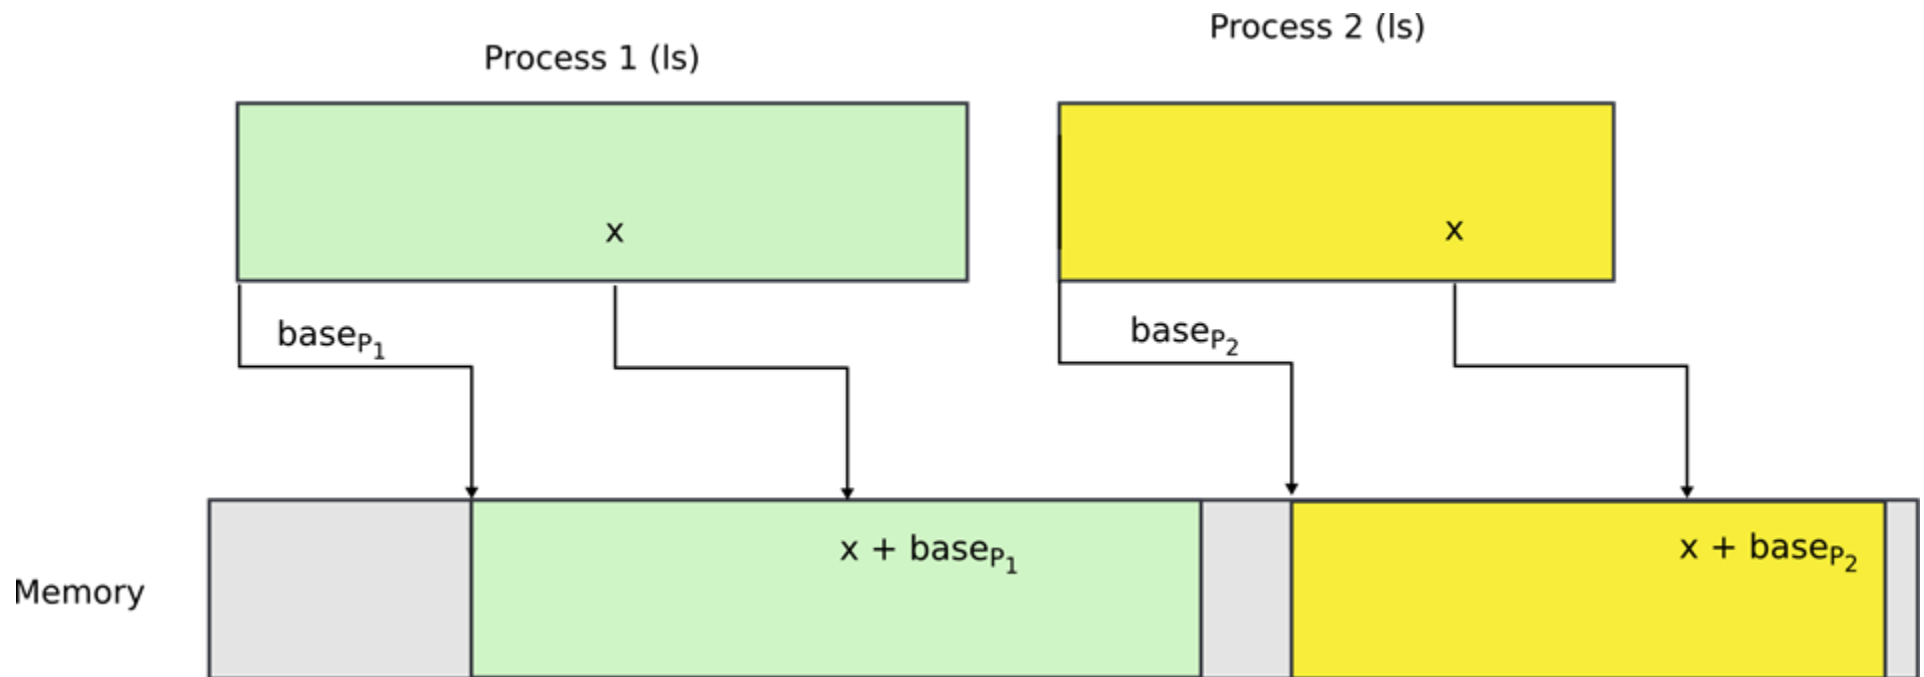 Process 1 (ls)
Process 2 (ls)
x
x
baseP1
baseP2
x + baseP1
x + baseP2
Memory